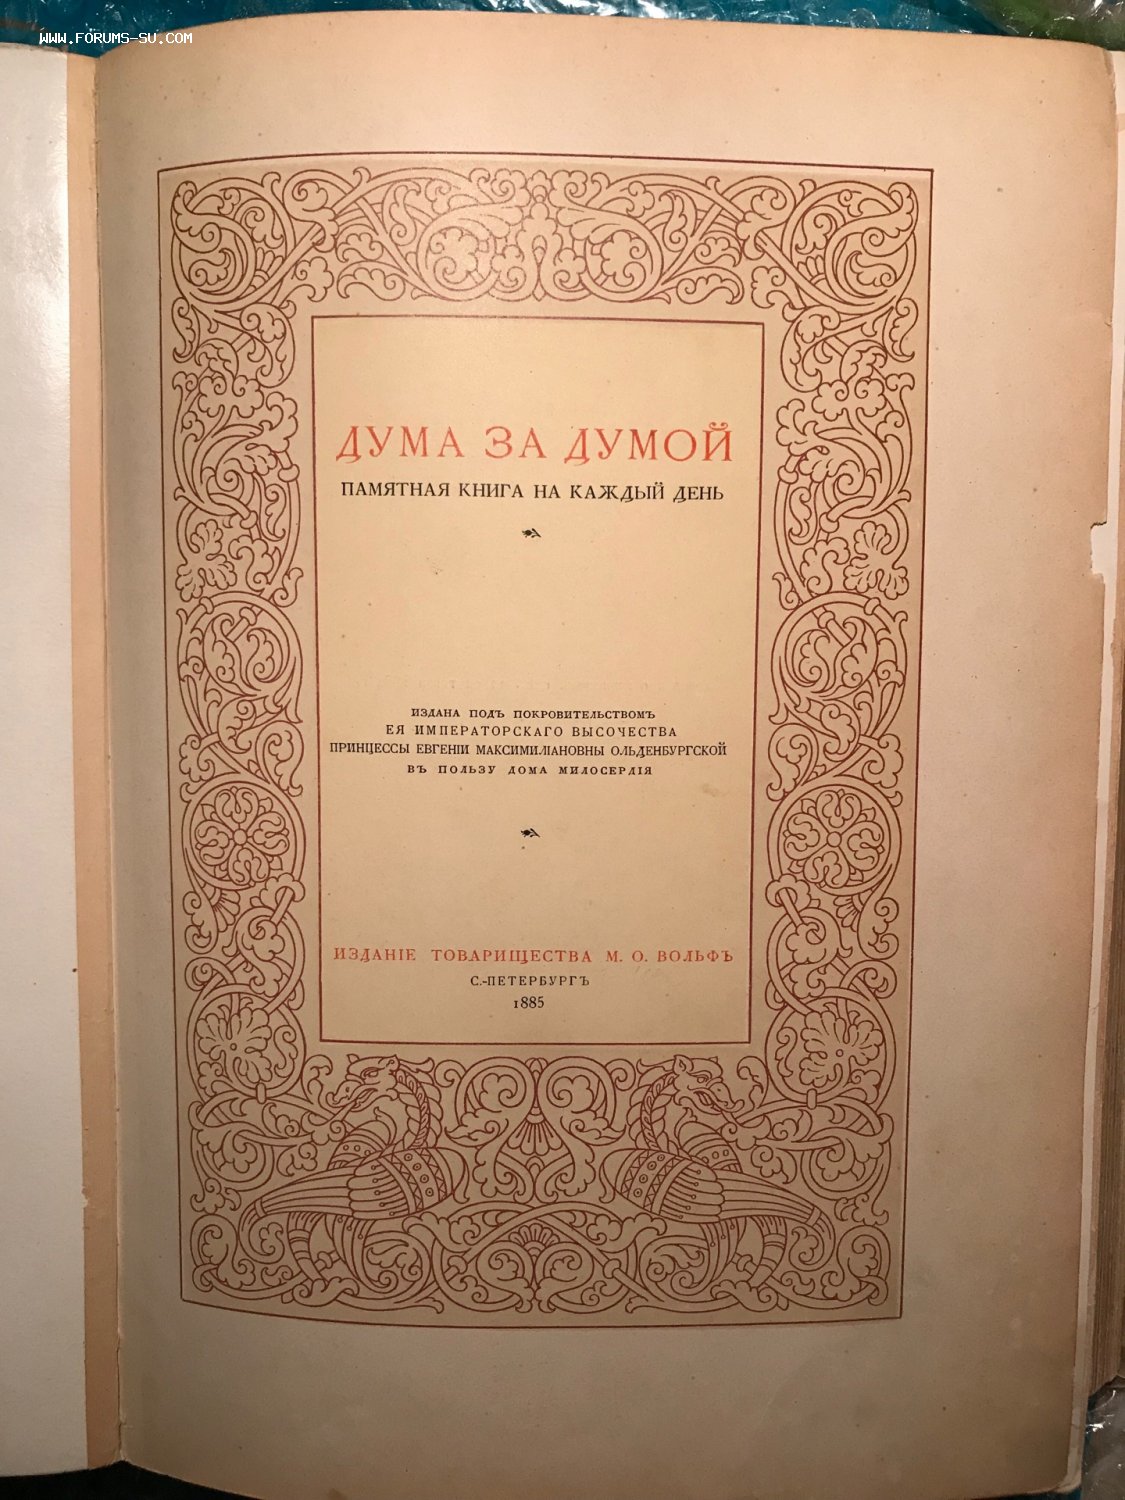 WWW.FORUMS-SU.COM
ДУМА ЗА ДУМОЙ
ПАМЯТНАЯ КНИГА НА КАЖДЫЙ ДЕНЬ
ИЗДАНА ПОДЪ ПОКРОВИТЕЛЬСТВОМЪ
ЕЯ ИМПЕРАТОРСКАГО ВЫСОЧЕСТВА
ПРИНЦЕССЫ ЕВГЕНІИ МАКСИМИЛІАНОВНЫ ОЛЬДЕНБУРГСКОЙ
ВЪ ПОЛЬЗУ ДОМА МИЛОСЕРДІЯ
ИЗДАНІЕ ТОВАРИЩЕСТВА М. О. ВОЛЬФЪ
С.-ПЕТЕРБУРГЪ
1885